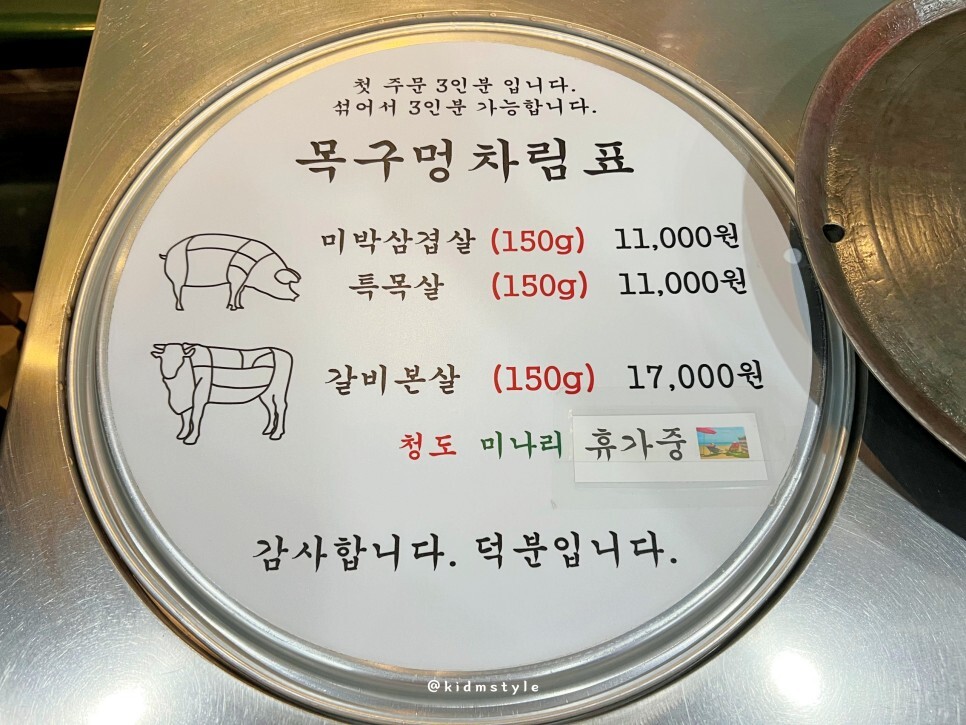 첫 주문 3인분 입니다.
섞어서 3인분 가능합니다.
목구멍 차림표
미박삼겹살 (150g) 11,000원
특목살 (150g) 11,000원
갈비본살 (150g) 17,000원
청도 미나리 휴가중
감사합니다. 덕분입니다.
@kidmstyle